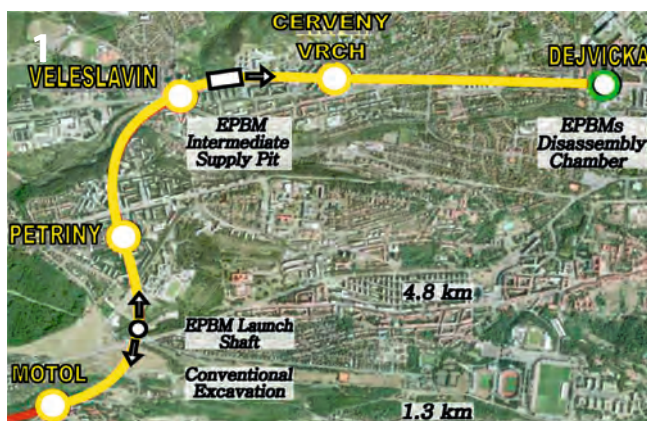 1
CERVENY
VRCH
DEJVICKA
VELESLAVIN
EPBM
Intermediate
Supply Pit
EPBMs
Disassembly
Chamber
PETRINY
4.8 km
EPBM Launch
Shaft
MOTOL
Conventional
Excavation
1.3 km